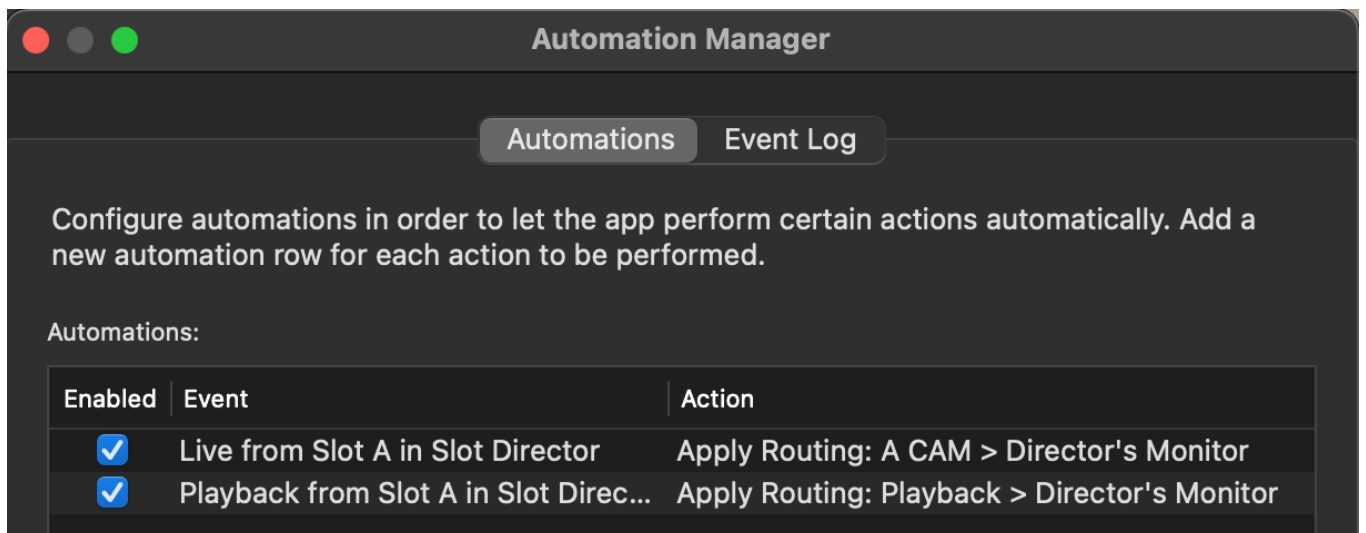 Automation Manager
Automations Event Log
Configure automations in order to let the app perform certain actions automatically. Add a
new automation row for each action to be performed.
Automations:
Enabled Event Action
Live from Slot A in Slot Director Apply Routing: A CAM > Director's Monitor
Playback from Slot A in Slot Direc... Apply Routing: Playback > Director's Monitor